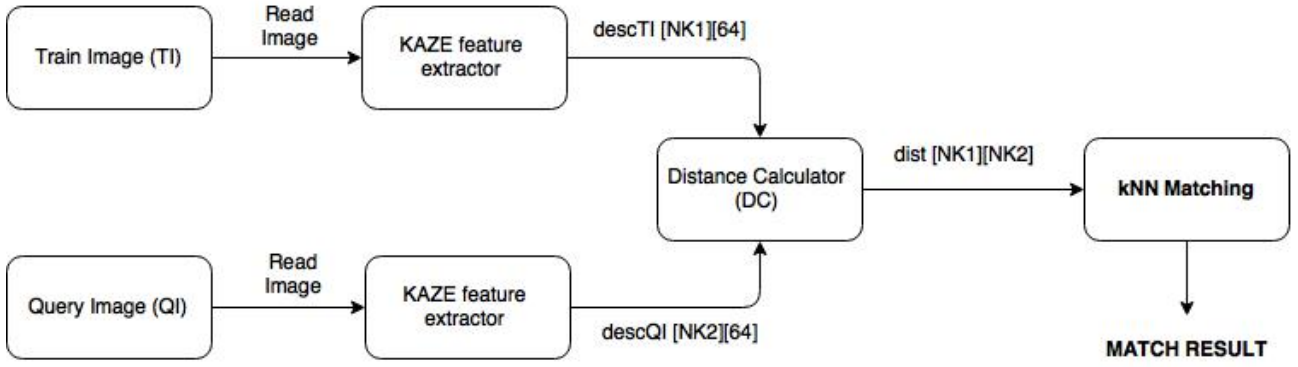 Train Image (TI)
Read
Image
KAZE feature
extractor
descTI [NK1][64]
Distance Calculator
(DC)
dist [NK1][NK2]
kNN Matching
Query Image (QI)
Read
Image
KAZE feature
extractor
descQI [NK2][64]
MATCH RESULT